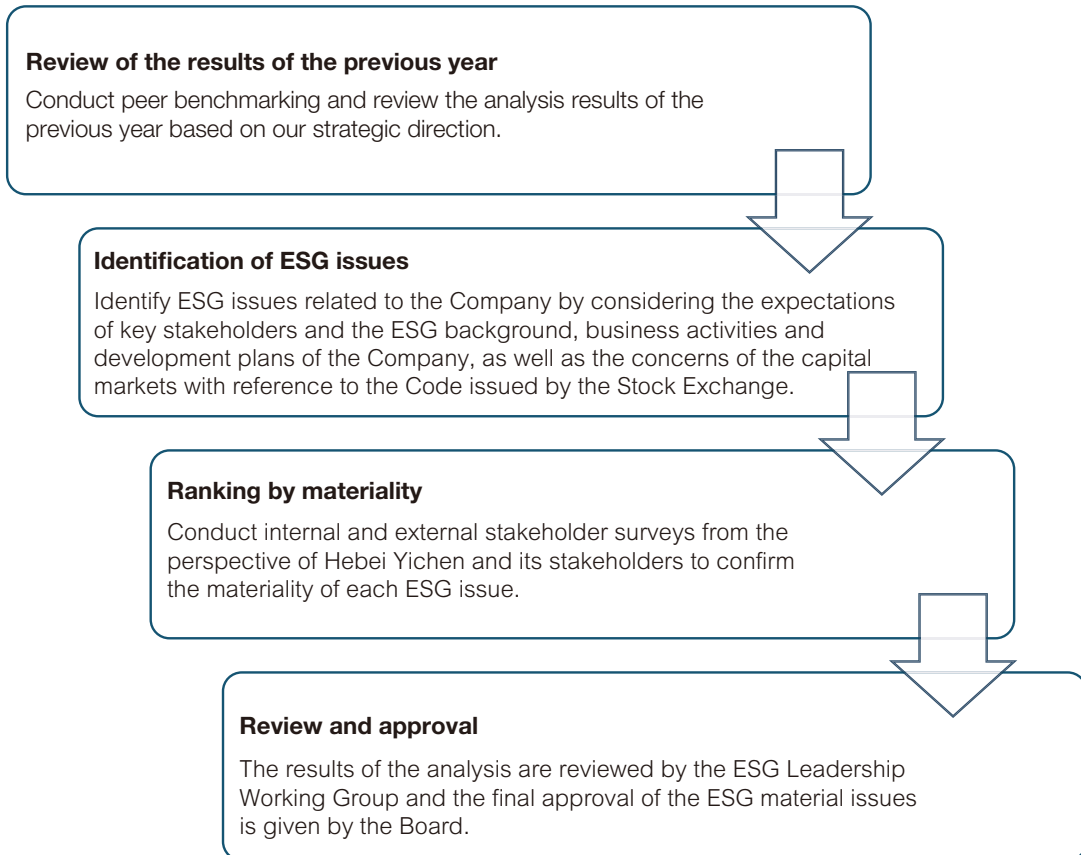 Review of the results of the previous year
Conduct peer benchmarking and review the analysis results of the
previous year based on our strategic direction.
Identification of ESG issues
Identify ESG issues related to the Company by considering the expectations
of key stakeholders and the ESG background, business activities and
development plans of the Company, as well as the concerns of the capital
markets with reference to the Code issued by the Stock Exchange.
Ranking by materiality
Conduct internal and external stakeholder surveys from the
perspective of Hebei Yichen and its stakeholders to confirm
the materiality of each ESG issue.
Review and approval
The results of the analysis are reviewed by the ESG Leadership
Working Group and the final approval of the ESG material issues
is given by the Board.